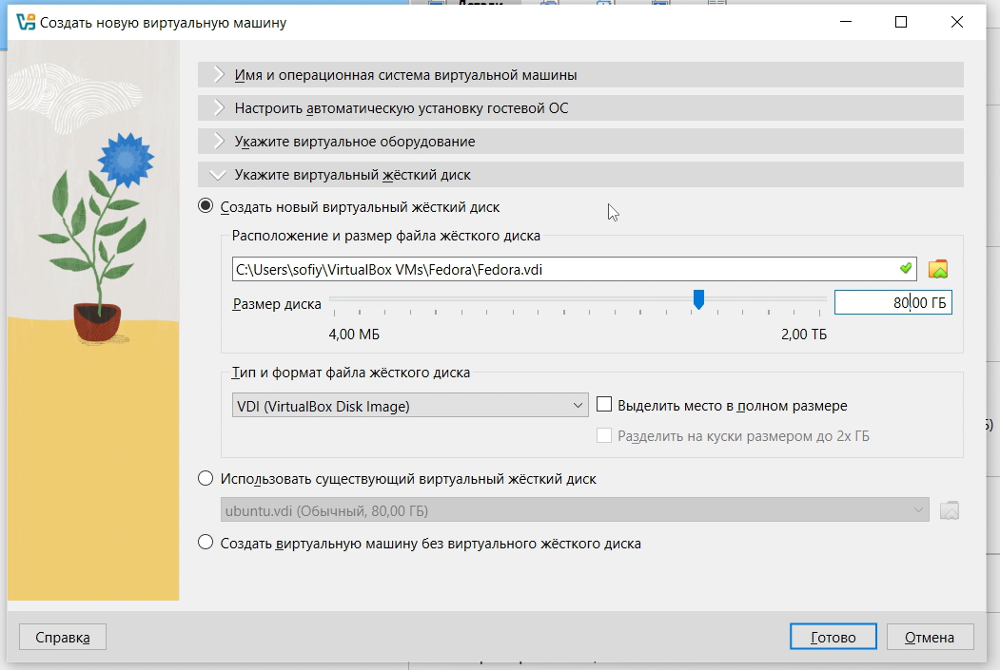 Создать новую виртуальную машину
Имя и операционная система виртуальной машины
Настроить автоматическую установку гостевой ОС
Укажите виртуальное оборудование
Укажите виртуальный жёсткий диск
Создать новый виртуальный жёсткий диск
Расположение и размер файла жёсткого диска
C:\Users\sofiy\VirtualBox VMs\Fedora\Fedora.vdi
Размер диска
80,00 ГБ
4,00 МБ
2,00 ТБ
Тип и формат файла жёсткого диска
VDI (VirtualBox Disk Image)
Выделить место в полном размере
Разделить на куски размером до 2х ГБ
Использовать существующий виртуальный жёсткий диск
ubuntu.vdi (Обычный, 80,00 ГБ)
Создать виртуальную машину без виртуального жёсткого диска
Справка
Готово
Отмена